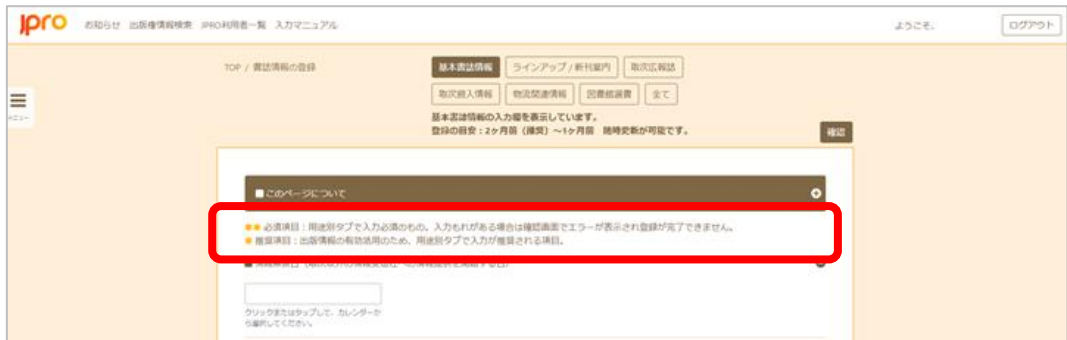 Jpro お知らせ 出版権情報検索 JPRO利用者一覧 入力マニュアル ようこそ、 ログアウト
TOP / 書誌情報の登録 基本書誌情報 ラインアップ / 新刊案内 取次広報誌
取次搬入情報 物流関連情報 図書館選書 全て
メニュー
基本書誌情報の入力欄を表示しています。
登録の目安：2ヶ月前（推奨）～1ヶ月前 随時更新が可能です。
確認
■このページについて
必須項目：用途別タブで入力必須のもの。入力もれがある場合は確認画面でエラーが表示され登録が完了できません。
推奨項目：出版情報の有効活用のため、用途別タブで入力が推奨される項目。
クリックまたはタップして、カレンダーか
ら選択してください。